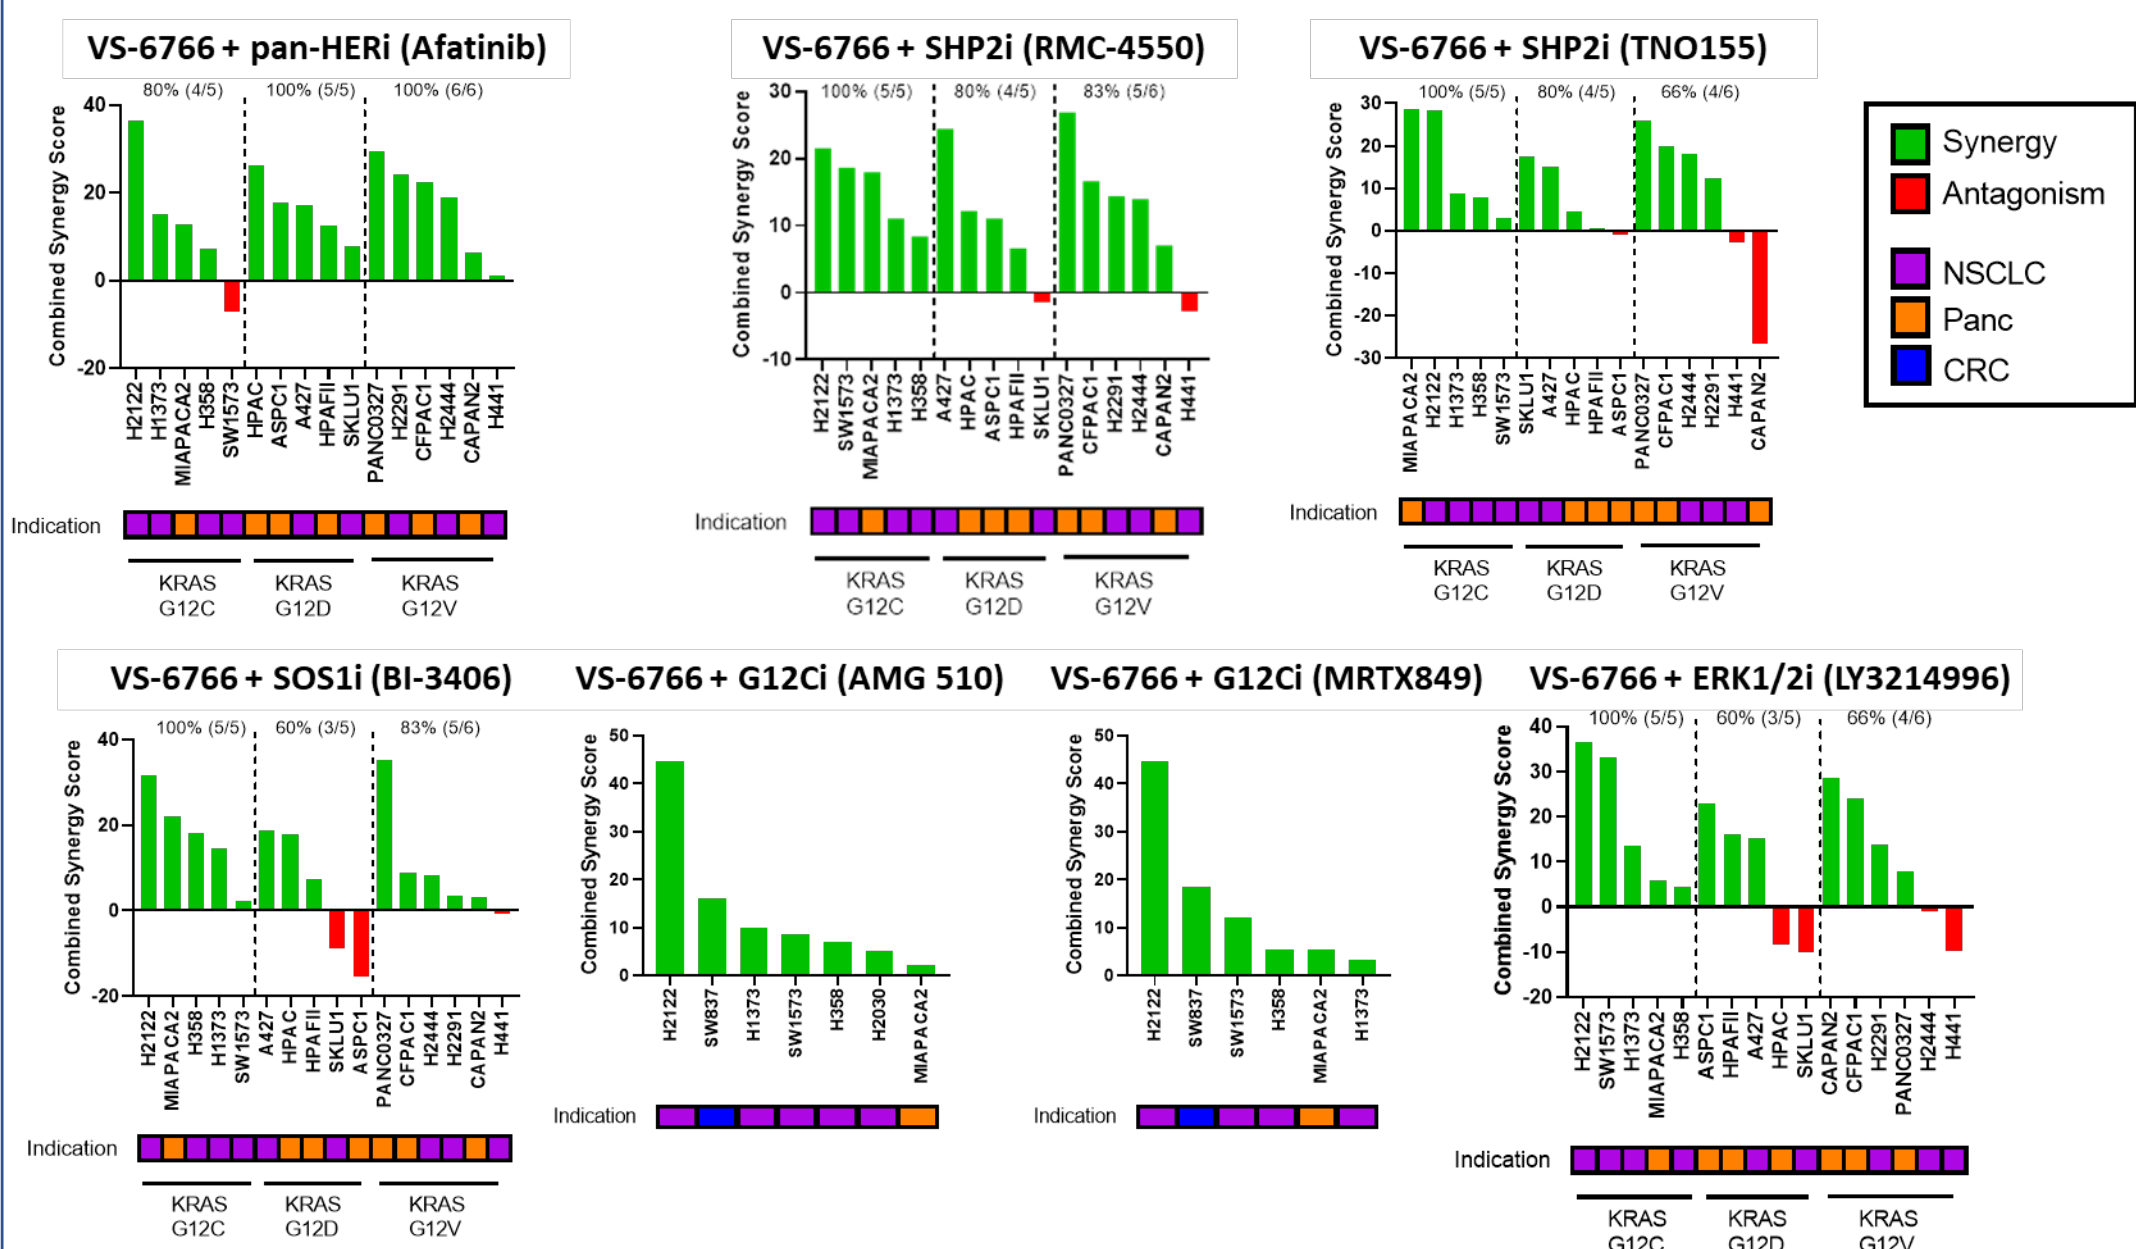 VS-6766 + pan-HERi (Afatinib)
80% (4/5) 100% (5/5) 100% (6/6)
Combined Synergy Score
40
20
0
-20
H2122
H1373
MIAPACA2
H358
SW1573
HPAC
ASPC1
A427
HPAFII
SKLU1
PANC0327
H2291
CFPAC1
H2444
CAPAN2
H441
Indication
KRAS G12C
KRAS G12D
KRAS G12V
VS-6766 + SHP2i (RMC-4550)
100% (5/5) 80% (4/5) 83% (5/6)
Combined Synergy Score
30
20
10
0
-10
H2122
SW1573
MIAPACA2
H1373
H358
A427
HPAC
ASPC1
HPAFII
SKLU1
PANC0327
CFPAC1
H2291
H2444
CAPAN2
H441
Indication
KRAS G12C
KRAS G12D
KRAS G12V
VS-6766 + SHP2i (TNO155)
100% (5/5) 80% (4/5) 66% (4/6)
Combined Synergy Score
30
20
10
0
-10
-20
-30
MIAPACA2
H2122
H1373
H358
SW1573
SKLU1
A427
HPAC
HPAFII
ASPC1
PANC0327
CFPAC1
H2444
H2291
H441
CAPAN2
Indication
KRAS G12C
KRAS G12D
KRAS G12V
Synergy
Antagonism
NSCLC
Panc
CRC
VS-6766 + SOS1i (BI-3406)
100% (5/5) 60% (3/5) 83% (5/6)
Combined Synergy Score
40
20
0
-20
H2122
MIAPACA2
H358
H1373
SW1573
A427
HPAC
HPAFII
SKLU1
ASPC1
PANC0327
CFPAC1
H2444
H2291
CAPAN2
H441
Indication
KRAS G12C
KRAS G12D
KRAS G12V
VS-6766 + G12Ci (AMG 510)
Combined Synergy Score
50
40
30
20
10
0
H2122
SW837
H1373
SW1573
H358
H2030
MIAPACA2
Indication
VS-6766 + G12Ci (MRTX849)
Combined Synergy Score
50
40
30
20
10
0
H2122
SW837
SW1573
H358
MIAPACA2
H1373
Indication
VS-6766 + ERK1/2i (LY3214996)
100% (5/5) 60% (3/5) 66% (4/6)
Combined Synergy Score
40
30
20
10
0
-10
-20
H2122
SW1573
H1373
MIAPACA2
H358
ASPC1
HPAFII
A427
HPAC
SKLU1
CAPAN2
CFPAC1
H2291
PANC0327
H2444
H441
Indication
KRAS G12C
KRAS G12D
KRAS G12V